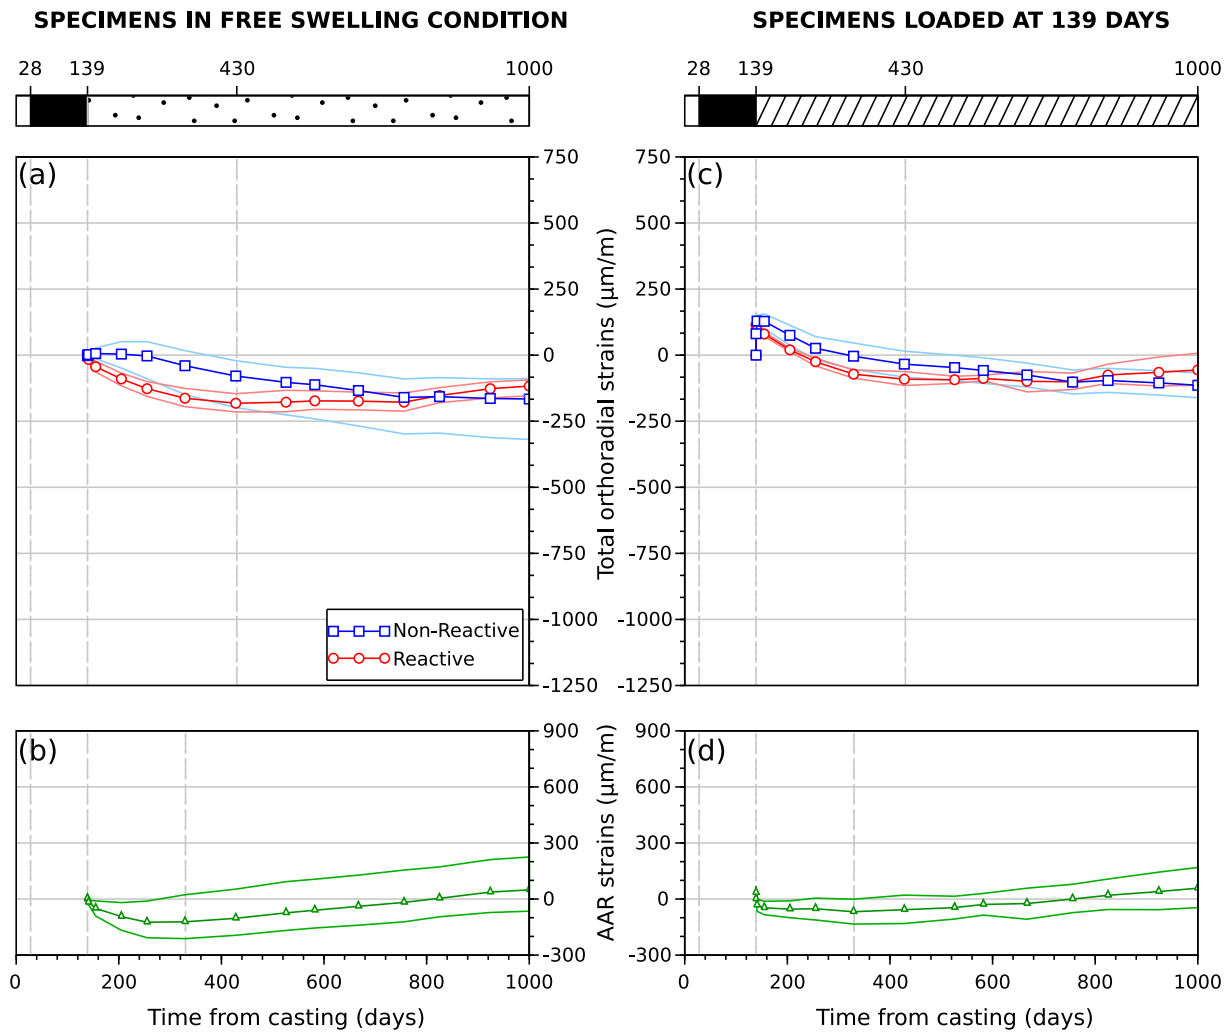 SPECIMENS IN FREE SWELLING CONDITION
SPECIMENS LOADED AT 139 DAYS
28 139 430 1000
28 139 430 1000
(a)
(c)
750
500
250
0
-250
-500
-750
-1000
-1250
Total orthoradial strains (μm/m)
750
500
250
0
-250
-500
-750
-1000
-1250
Non-Reactive
Reactive
(b)
(d)
900
600
300
0
-300
AAR strains (μm/m)
900
600
300
0
-300
0 200 400 600 800 1000
0 200 400 600 800 1000
Time from casting (days)
Time from casting (days)